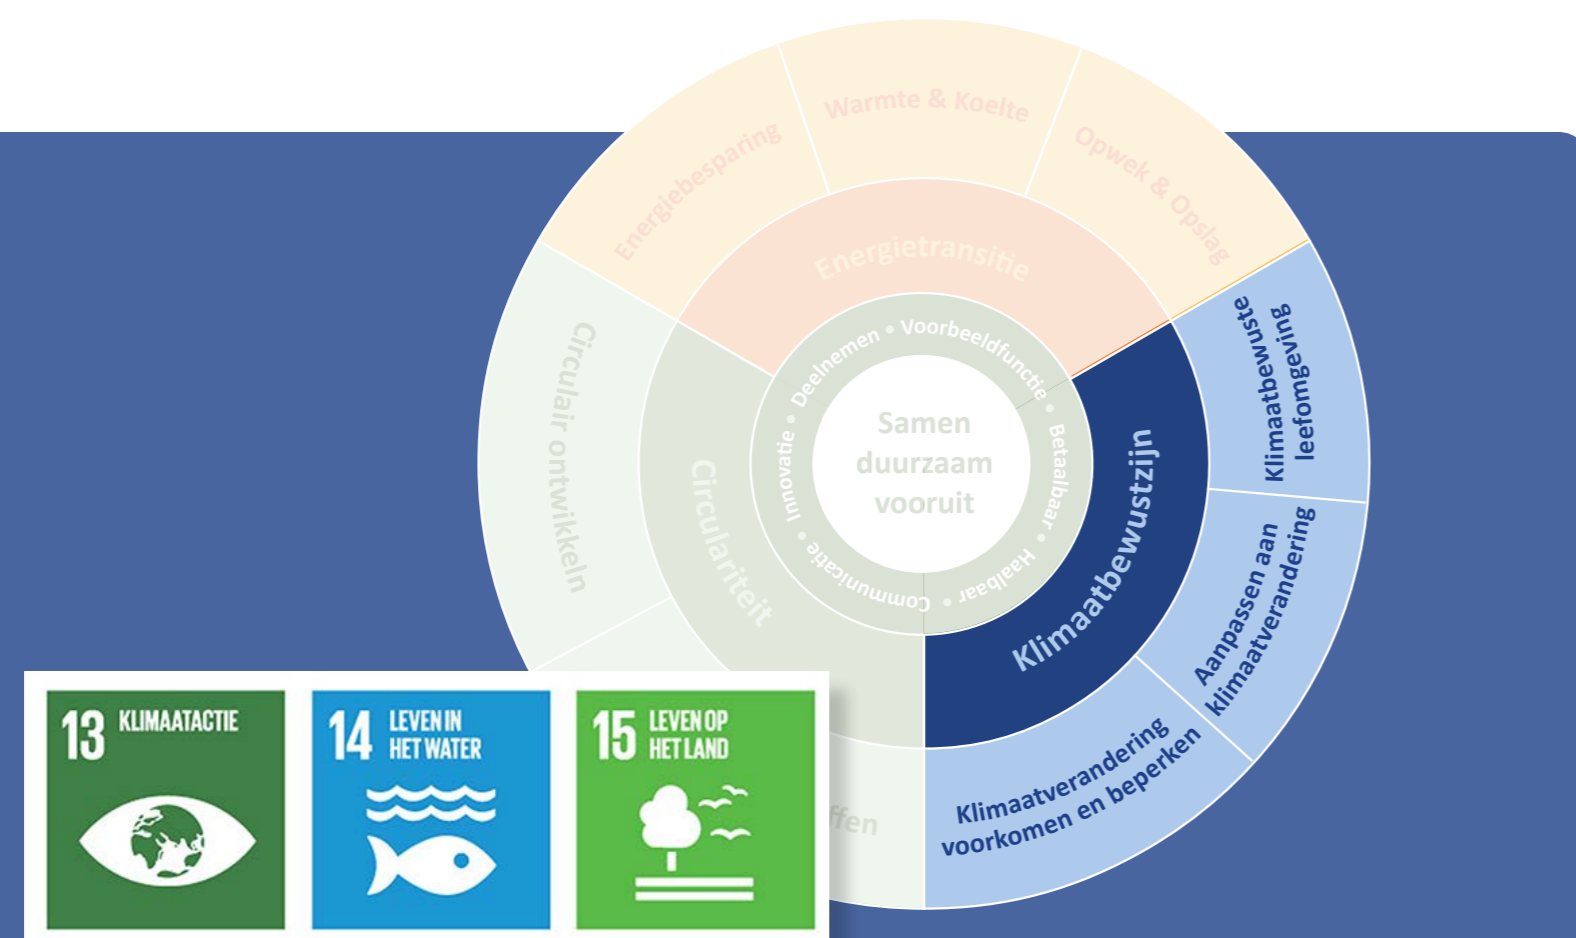 Warmte & Koelte
Energiebesparing
Opwek & Opslag
Energietransitie
Klimaatbewuste
leefomgeving
Circulair ontwikkeln
Deelnemen • Voorbeeldfunctie • Betaalbaar • Haalbaar • Communicatie • Innovatie •
Samen
duurzaam
vooruit
Circulariteit
Klimaatbewustzijn
Aanpassen aan
klimaatverandering
Klimaatverandering
voorkomen en beperken
ffen
13 KLIMAATACTIE
14 LEVEN IN
HET WATER
15 LEVEN OP
HET LAND